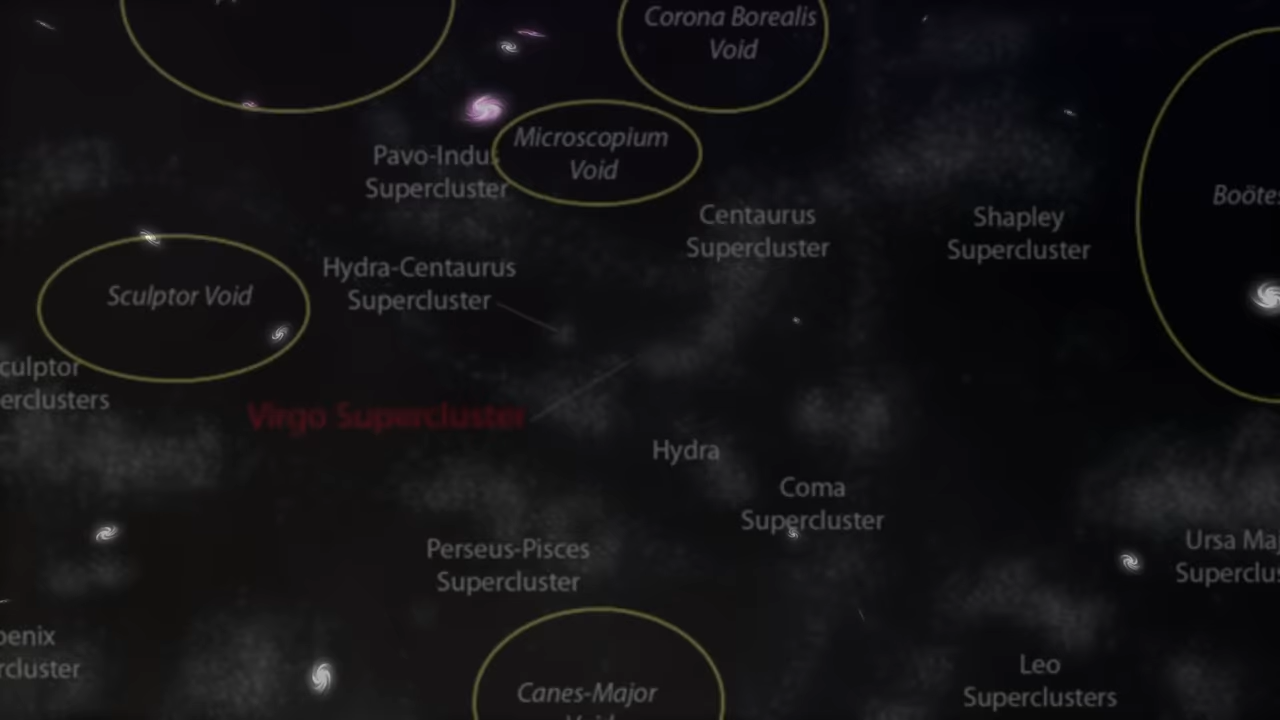 Corona Borealis
Void
Microscopium
Void
Pavo-Indus
Supercluster
Centaurus
Supercluster
Shapley
Supercluster
Boötes
Hydra-Centaurus
Supercluster
Sculptor Void
culptor
erclusters
Virgo Supercluster
Hydra
Coma
Supercluster
Perseus-Pisces
Supercluster
Ursa Maj
Superclus
oenix
rcluster
Leo
Superclusters
Canes-Major
Void